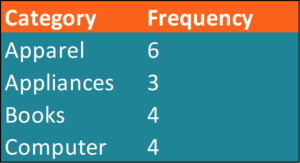 Category Frequency
Apparel 6
Appliances 3
Books 4
Computer 4